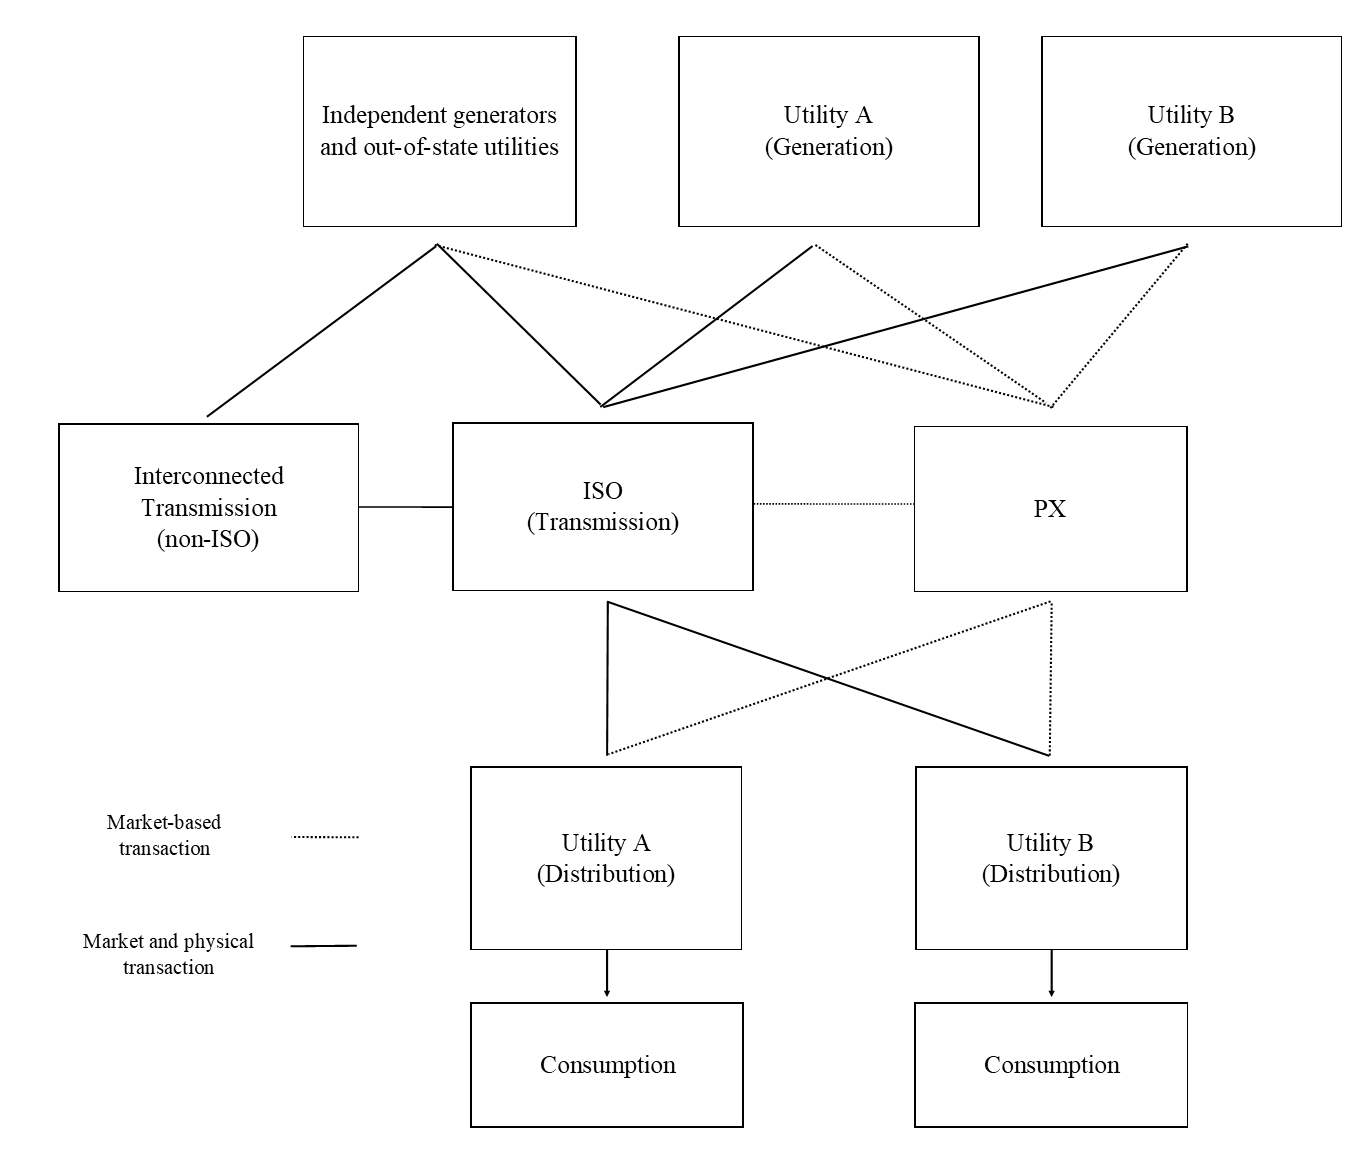 Independent generators
and out-of-state utilities
Utility A
(Generation)
Utility B
(Generation)
Interconnected
Transmission
(non-ISO)
ISO
(Transmission)
PX
Market-based
transaction
Market and physical
transaction
Utility A
(Distribution)
Utility B
(Distribution)
Consumption
Consumption